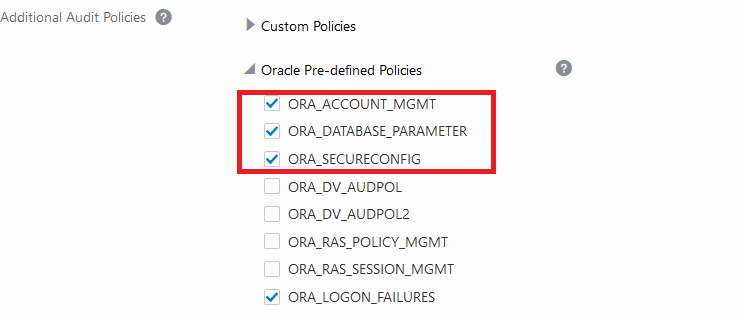 Additional Audit Policies ?
Custom Policies
Oracle Pre-defined Policies ?
ORA_ACCOUNT_MGMT
ORA_DATABASE_PARAMETER
ORA_SECURECONFIG
ORA_DV_AUDPOL
ORA_DV_AUDPOL2
ORA_RAS_POLICY_MGMT
ORA_RAS_SESSION_MGMT
ORA_LOGON_FAILURES